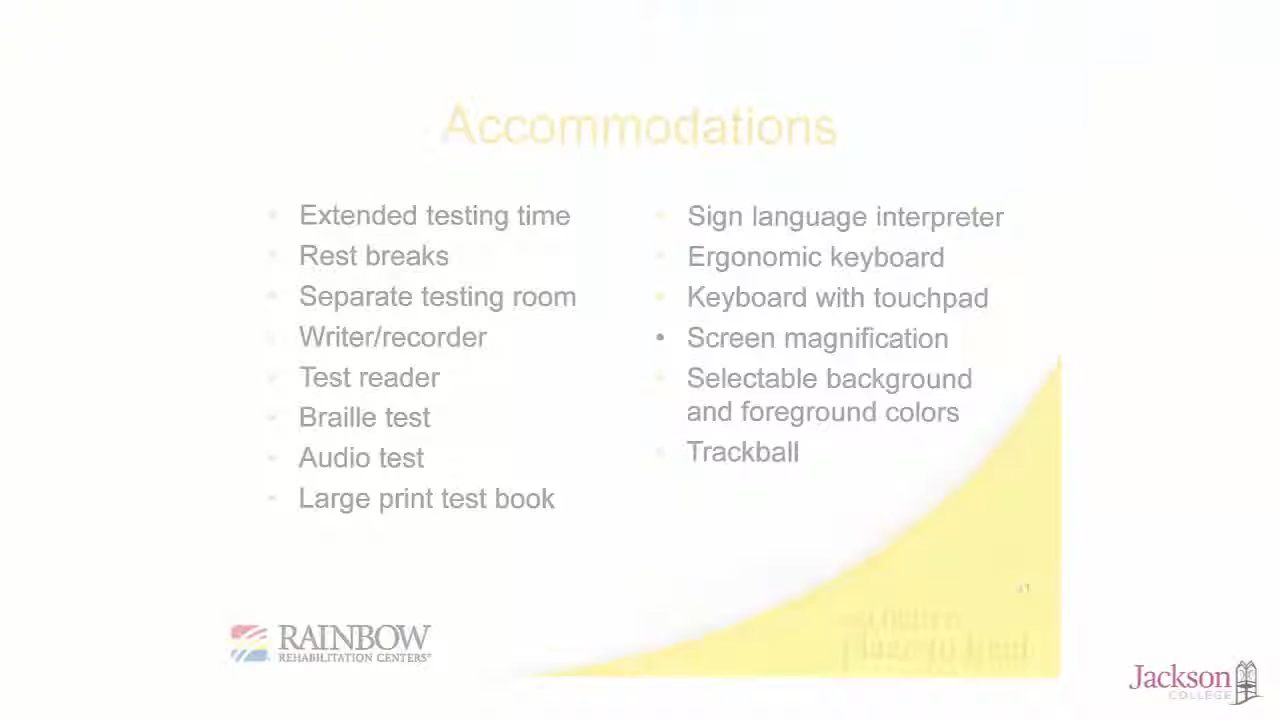 Accommodations
• Extended testing time
• Rest breaks
• Separate testing room
• Writer/recorder
• Test reader
• Braille test
• Audio test
• Large print test book
• Sign language interpreter
• Ergonomic keyboard
• Keyboard with touchpad
• Screen magnification
• Selectable background
and foreground colors
• Trackball
RAINBOW
REHABILITATION CENTERS
Jackson
COLLEGE